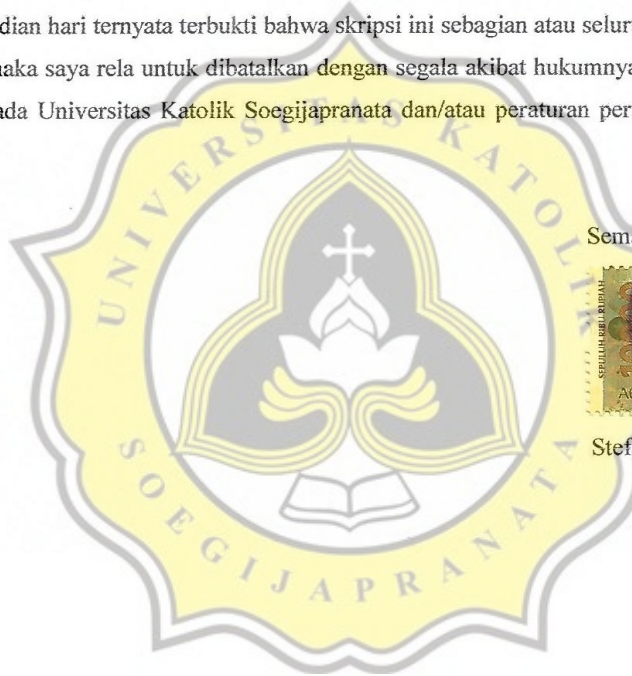 dian hari ternyata terbukti bahwa skripsi ini sebagian atau selur
naka saya rela untuk dibatalkan dengan segala akibat hukumnya
ada Universitas Katolik Soegijapranata dan/atau peraturan per
UNIVERSITAS KATOLIK
SOEGIJAPRANATA
Sema
SEPULUH RIBU RUPIAH
Stef